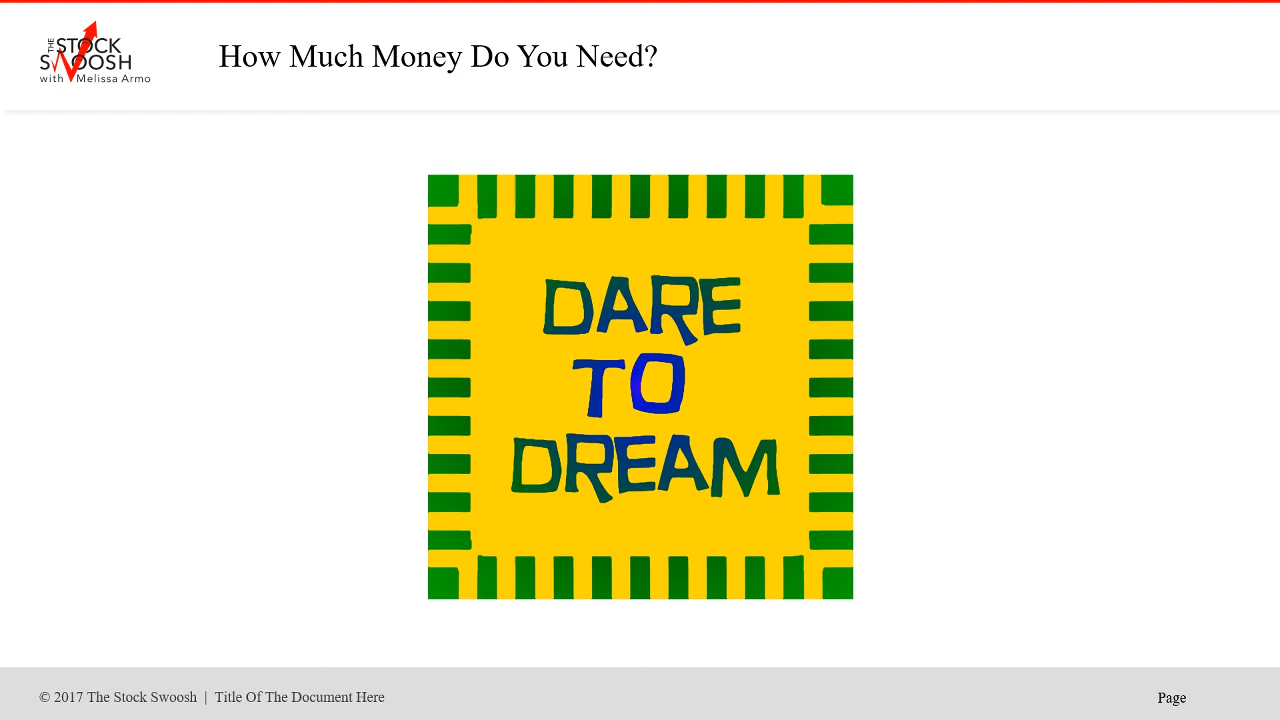 THE STOCK
SWOOSH
with Melissa Armo
How Much Money Do You Need?
DARE
TO
DREAM
© 2017 The Stock Swoosh | Title Of The Document Here
Page